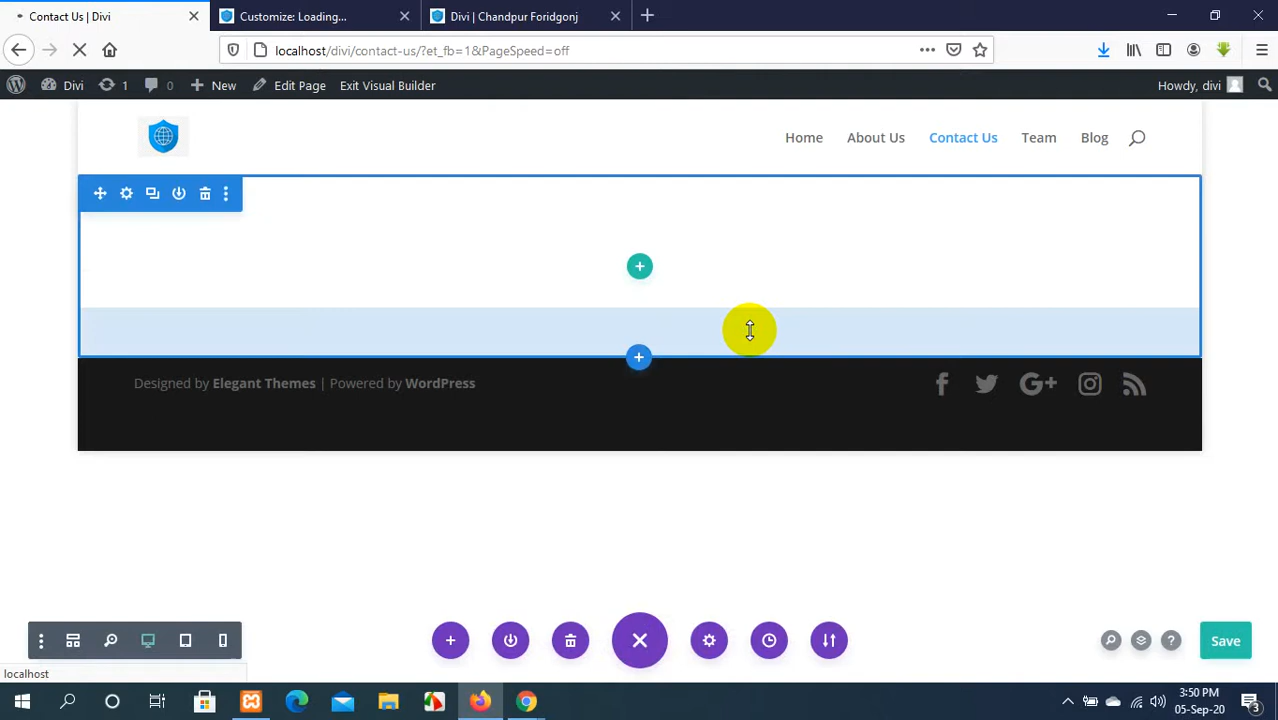 Contact Us | Divi
Customize: Loading...
Divi | Chandpur Foridgonj
localhost/divi/contact-us/?et_fb=1&PageSpeed=off
Divi
1
0
New
Edit Page
Exit Visual Builder
Howdy, divi
Home
About Us
Contact Us
Team
Blog
Designed by Elegant Themes | Powered by WordPress
Save
localhost
3:50 PM
05-Sep-20
3